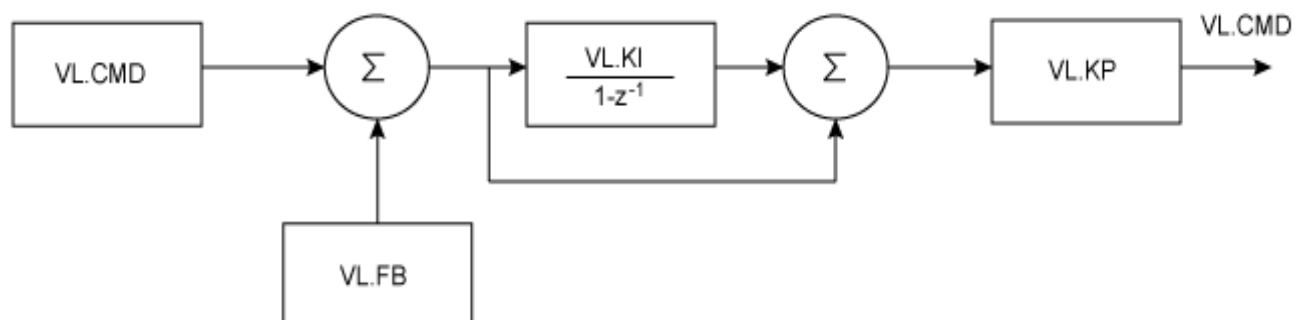 VL.CMD
VL.CMD
Σ
VL.KI
1-z⁻¹
Σ
VL.KP
VL.FB